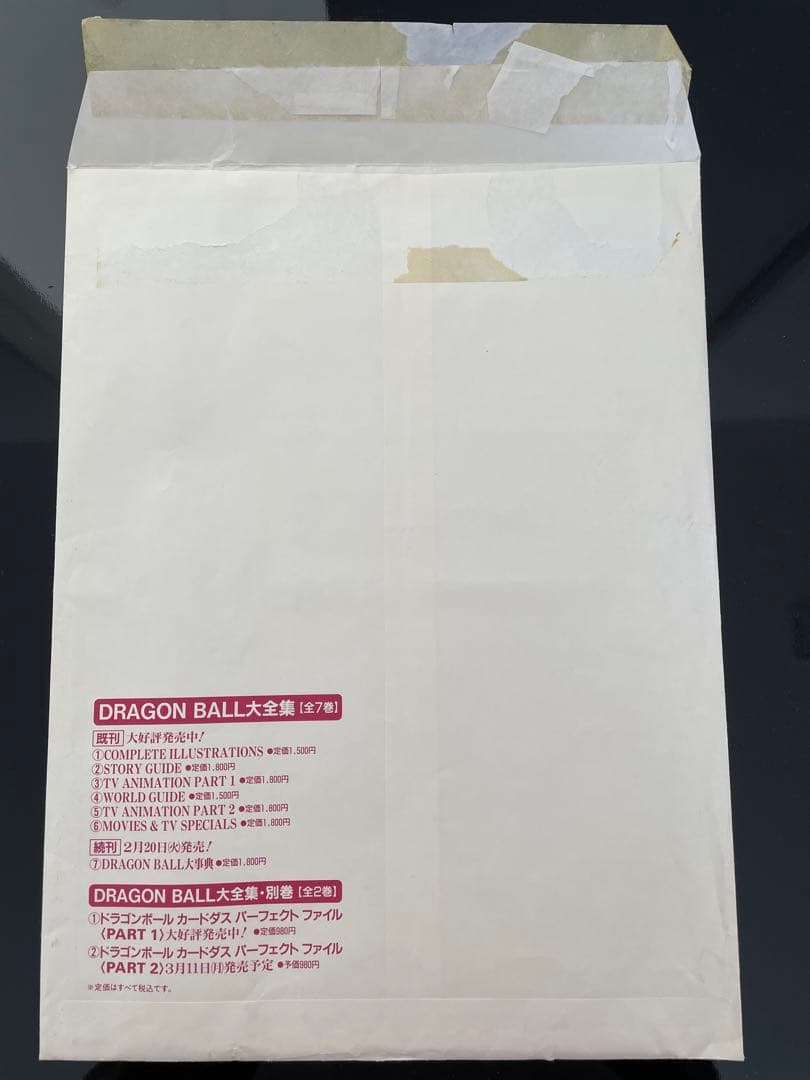 DRAGON BALL大全集【全7巻】
既刊 大好評発売中!
①COMPLETE ILLUSTRATIONS ●定価1,500円
②STORY GUIDE ●定価1,800円
③TV ANIMATION PART 1 ●定価1,800円
④WORLD GUIDE ●定価1,500円
⑤TV ANIMATION PART 2 ●定価1,800円
⑥MOVIES & TV SPECIALS ●定価1,800円
続刊 2月20日(火)発売!
⑦DRAGON BALL大事典 ●定価1,800円
DRAGON BALL大全集・別巻【全2巻】
①ドラゴンボール カードダス パーフェクト ファイル
〈PART 1〉大好評発売中! ●定価980円
②ドラゴンボール カードダス パーフェクト ファイル
〈PART 2〉3月11日(月)発売予定 ●予価980円
※定価はすべて税込です。